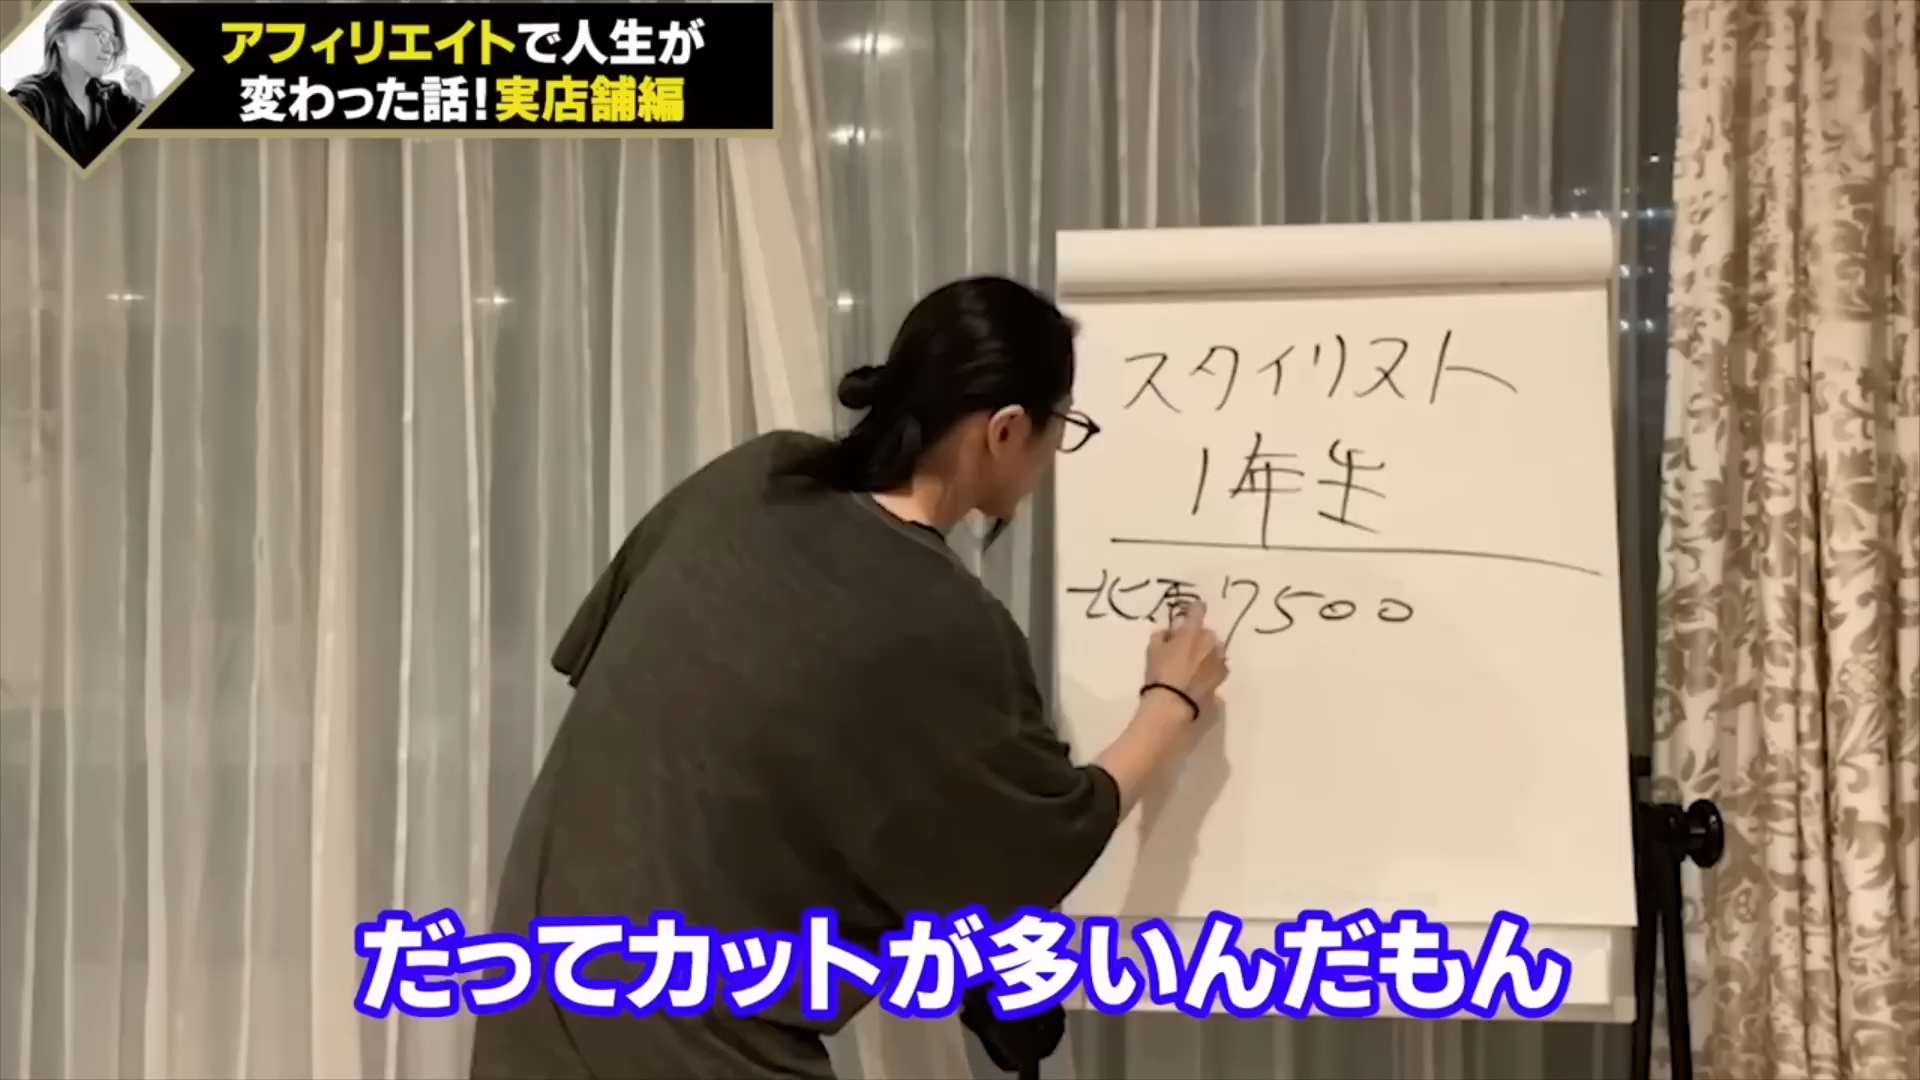 アフィリエイトで人生が
変わった話!実店舗編
スタイリスト
1年生
北原7500
だってカットが多いんだもん